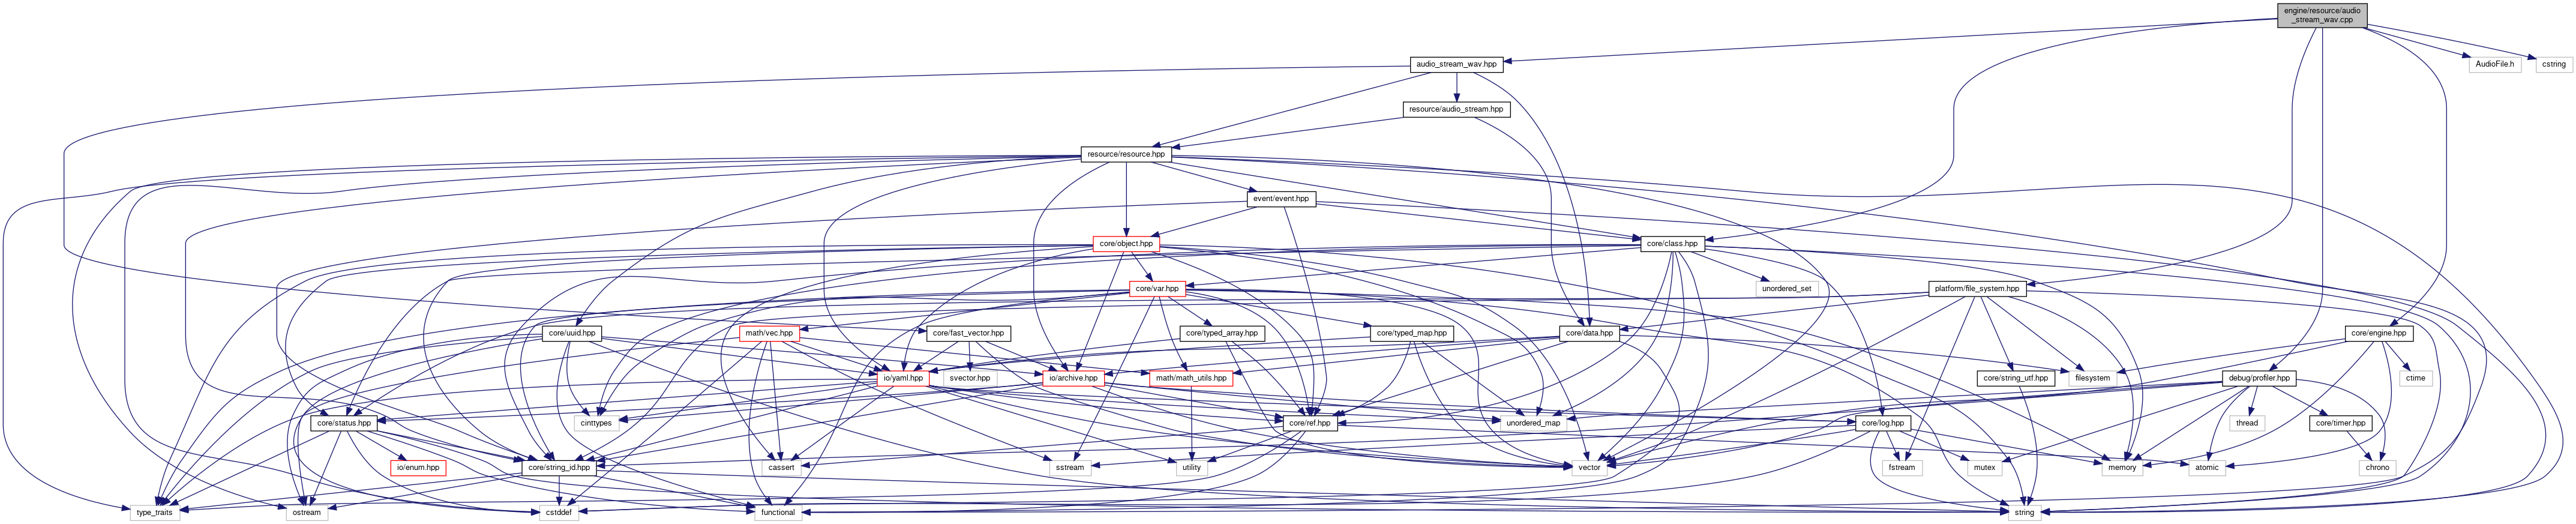 engine/resource/audio
_stream_wav.cpp
audio_stream_wav.hpp
AudioFile.h
cstring
resource/audio_stream.hpp
resource/resource.hpp
event/event.hpp
core/object.hpp
core/class.hpp
core/var.hpp
unordered_set
platform/file_system.hpp
core/uuid.hpp
math/vec.hpp
core/fast_vector.hpp
core/typed_array.hpp
core/typed_map.hpp
core/data.hpp
core/engine.hpp
io/yaml.hpp
svector.hpp
io/archive.hpp
math/math_utils.hpp
core/string_utf.hpp
filesystem
debug/profiler.hpp
ctime
core/status.hpp
cinttypes
core/ref.hpp
unordered_map
core/log.hpp
thread
core/timer.hpp
io/enum.hpp
core/string_id.hpp
cassert
sstream
utility
vector
fstream
mutex
memory
atomic
chrono
type_traits
ostream
cstddef
functional
string